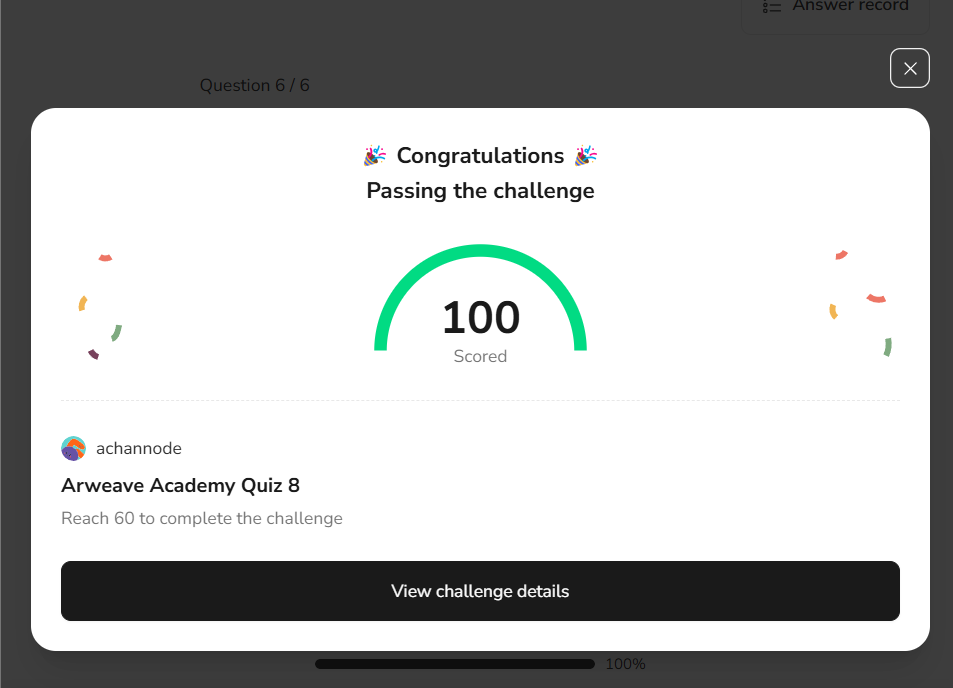 Answer record
Question 6 / 6
Congratulations
Passing the challenge
100
Scored
achannode
Arweave Academy Quiz 8
Reach 60 to complete the challenge
View challenge details
100%